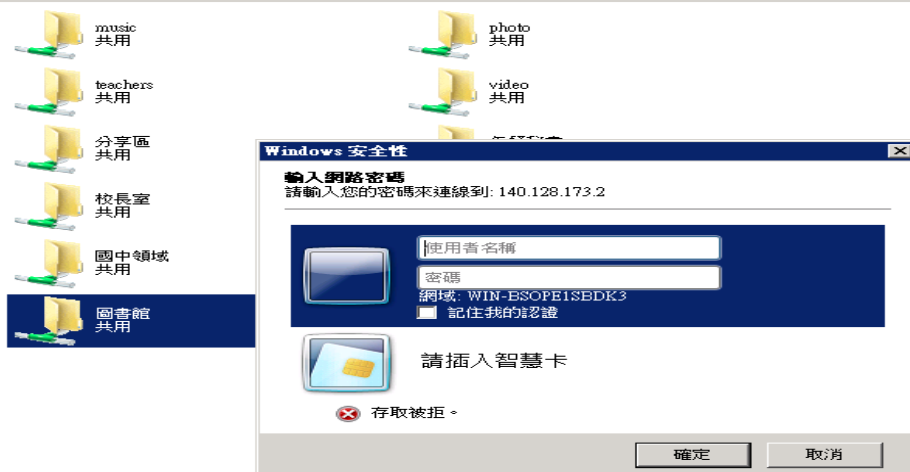 music
共用
photo
共用
teachers
共用
video
共用
分享區
共用
校長室
共用
國中領域
共用
圖書館
共用
Windows 安全性
輸入網路密碼
請輸入您的密碼來連線到: 140.128.173.2
使用者名稱
密碼
網域: WIN-BSOPE1SBDK3
記住我的認證
請插入智慧卡
存取被拒。
確定
取消